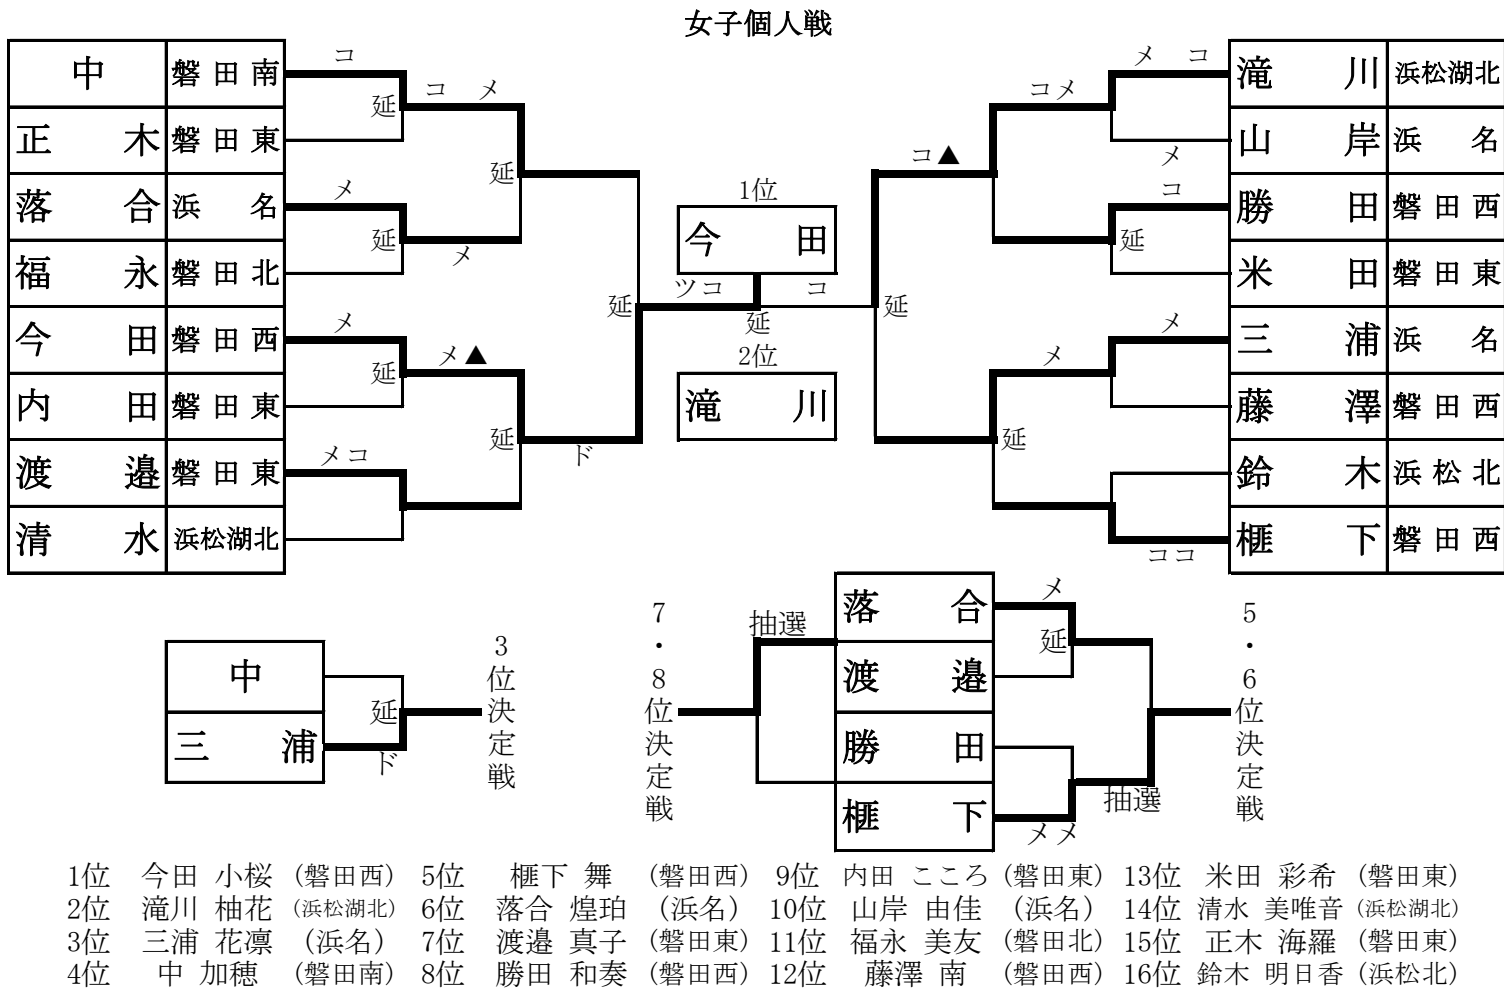 女子個人戦
中 磐田南
正木 磐田東
落合 浜名
福永 磐田北
今田 磐田西
内田 磐田東
渡邉 磐田東
清水 浜松湖北
コ
延
コ メ
メ
延
メ
延
メ
延
メ▲
メコ
延
ド
延
1位
今田
ツコ コ
延
2位
滝川
滝川 浜松湖北
山岸 浜名
勝田 磐田西
米田 磐田東
三浦 浜名
藤澤 磐田西
鈴木 浜松北
榧下 磐田西
メ コ
コメ
メ
コ▲
コ
延
延
メ
メ
延
ココ
中
三浦
延
ド
3位決定戦
7・8位決定戦
抽選
落合
渡邉
勝田
榧下
メ
延
メメ
抽選
5・6位決定戦
1位 今田 小桜 (磐田西) 5位 榧下 舞 (磐田西) 9位 内田 こころ (磐田東) 13位 米田 彩希 (磐田東)
2位 滝川 柚花 (浜松湖北) 6位 落合 煌珀 (浜名) 10位 山岸 由佳 (浜名) 14位 清水 美唯音 (浜松湖北)
3位 三浦 花凛 (浜名) 7位 渡邉 真子 (磐田東) 11位 福永 美友 (磐田北) 15位 正木 海羅 (磐田東)
4位 中 加穂 (磐田南) 8位 勝田 和奏 (磐田西) 12位 藤澤 南 (磐田西) 16位 鈴木 明日香 (浜松北)